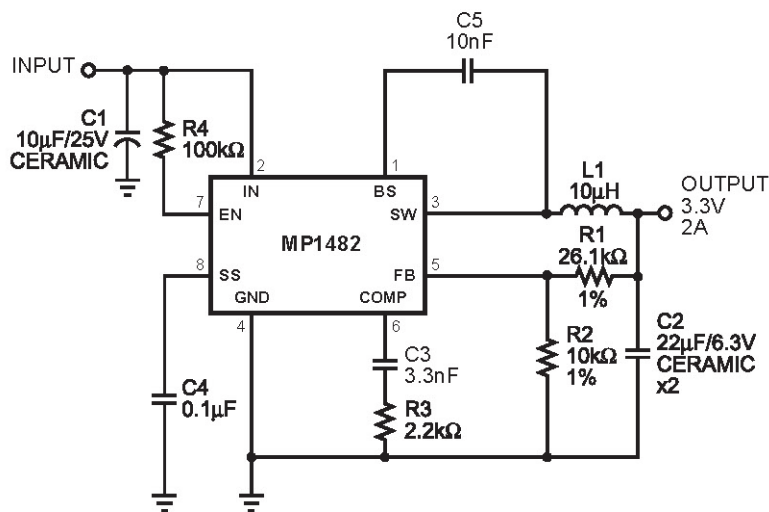 C5
10nF
INPUT
C1
10µF/25V
CERAMIC
R4
100kΩ
2
1
IN
BS
L1
10µH
OUTPUT
3.3V
2A
7
EN
SW
3
MP1482
R1
26.1kΩ
1%
8
SS
FB
5
GND
COMP
4
6
C3
3.3nF
R2
10kΩ
1%
C2
22µF/6.3V
CERAMIC
x2
C4
0.1µF
R3
2.2kΩ